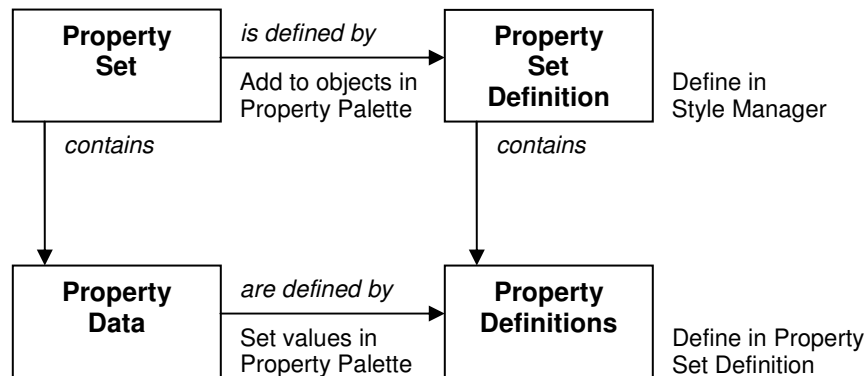 Property
Set
is defined by
Add to objects in
Property Palette
Property
Set
Definition
Define in
Style Manager
contains
contains
Property
Data
are defined by
Set values in
Property Palette
Property
Definitions
Define in Property
Set Definition